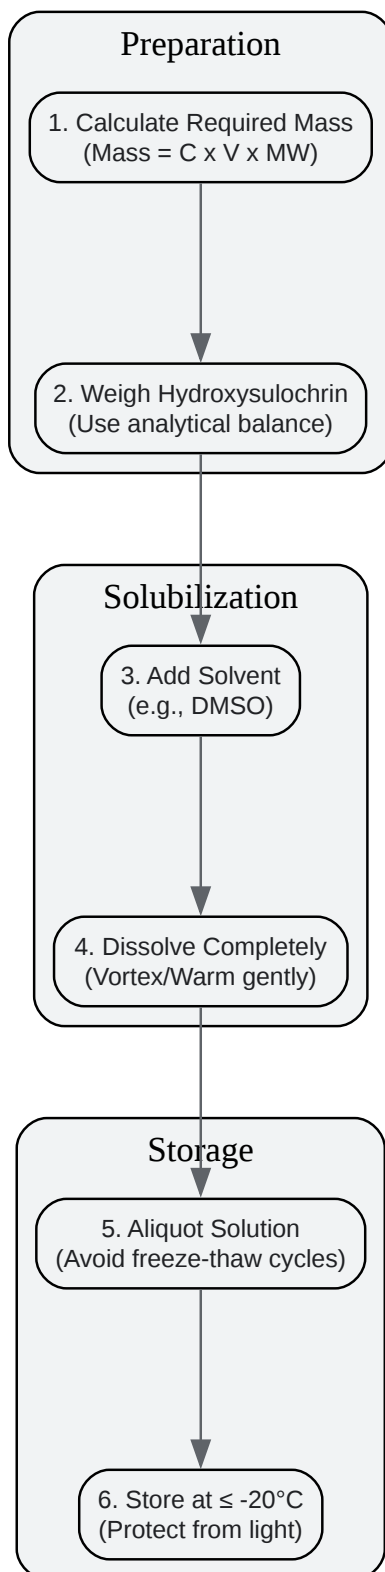 Preparation
1. Calculate Required Mass
(Mass = C x V x MW)
2. Weigh Hydroxysulochrin
(Use analytical balance)
Solubilization
3. Add Solvent
(e.g., DMSO)
4. Dissolve Completely
(Vortex/Warm gently)
Storage
5. Aliquot Solution
(Avoid freeze-thaw cycles)
6. Store at ≤ -20°C
(Protect from light)